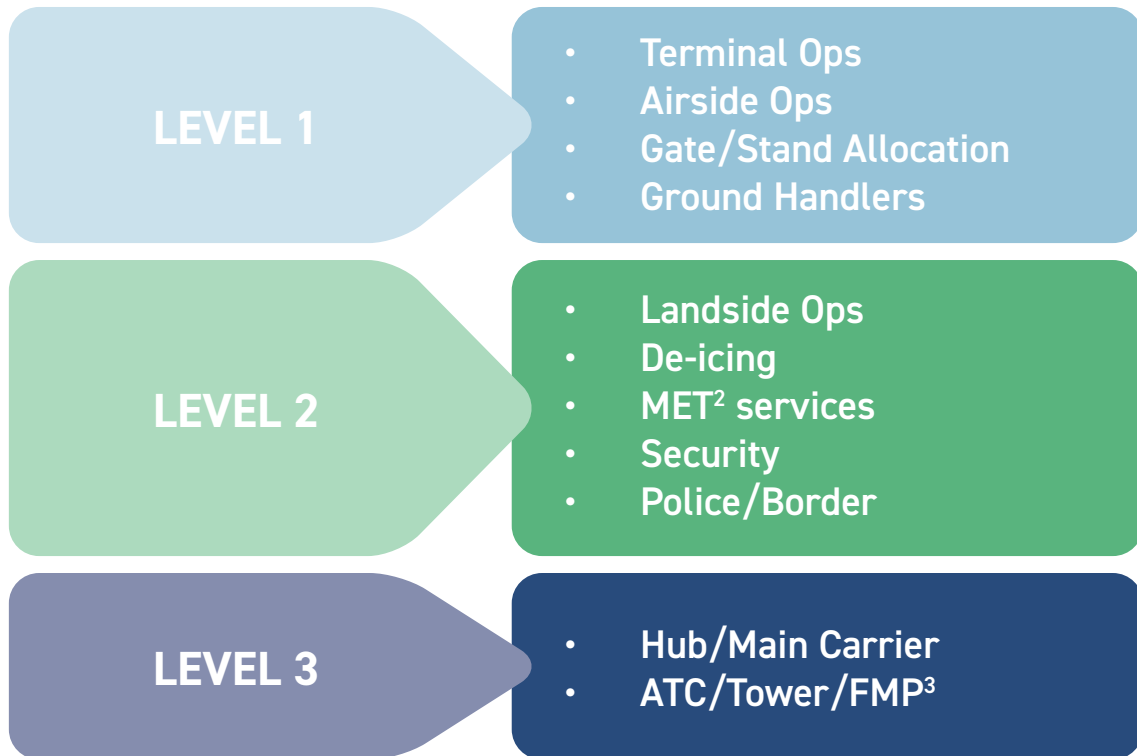 LEVEL 1
• Terminal Ops
• Airside Ops
• Gate/Stand Allocation
• Ground Handlers
LEVEL 2
• Landside Ops
• De-icing
• MET² services
• Security
• Police/Border
LEVEL 3
• Hub/Main Carrier
• ATC/Tower/FMP³